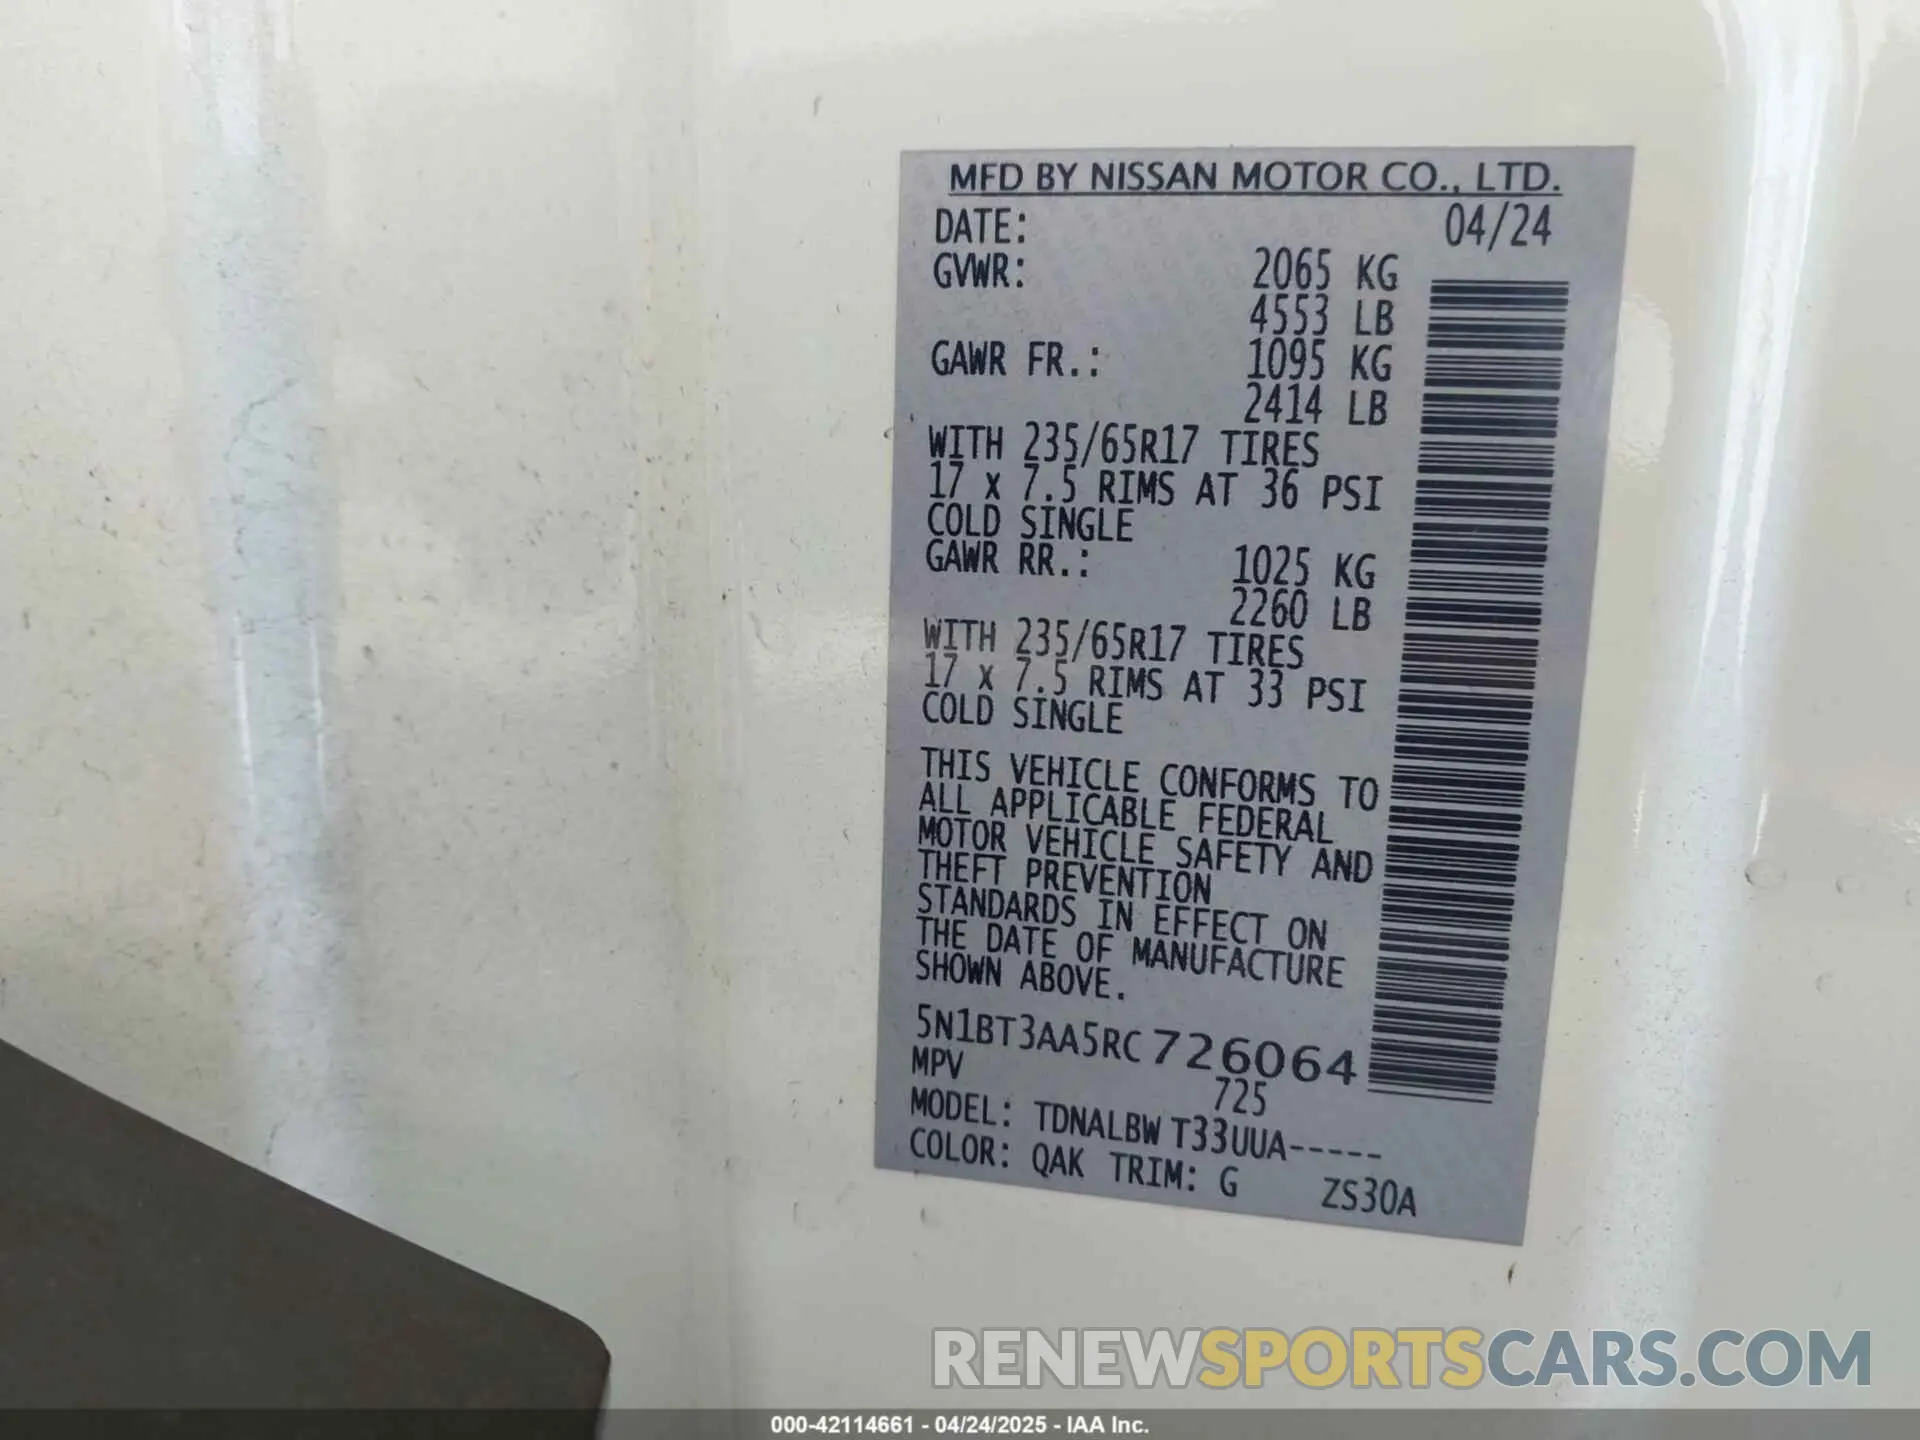 MFD BY NISSAN MOTOR CO., LTD.
DATE: 04/24
GVWR: 2065 KG
4553 LB
GAWR FR.: 1095 KG
2414 LB
WITH 235/65R17 TIRES
17 x 7.5 RIMS AT 36 PSI
COLD SINGLE
GAWR RR.: 1025 KG
2260 LB
WITH 235/65R17 TIRES
17 x 7.5 RIMS AT 33 PSI
COLD SINGLE
THIS VEHICLE CONFORMS TO
ALL APPLICABLE FEDERAL
MOTOR VEHICLE SAFETY AND
THEFT PREVENTION
STANDARDS IN EFFECT ON
THE DATE OF MANUFACTURE
SHOWN ABOVE.
5N1BT3AA5RC726064
MPV 725
MODEL: TDNALBW T33UUA-----
COLOR: QAK TRIM: G ZS30A
RENEWSPORTSCARS.COM
000-42114661 - 04/24/2025 - IAA Inc.